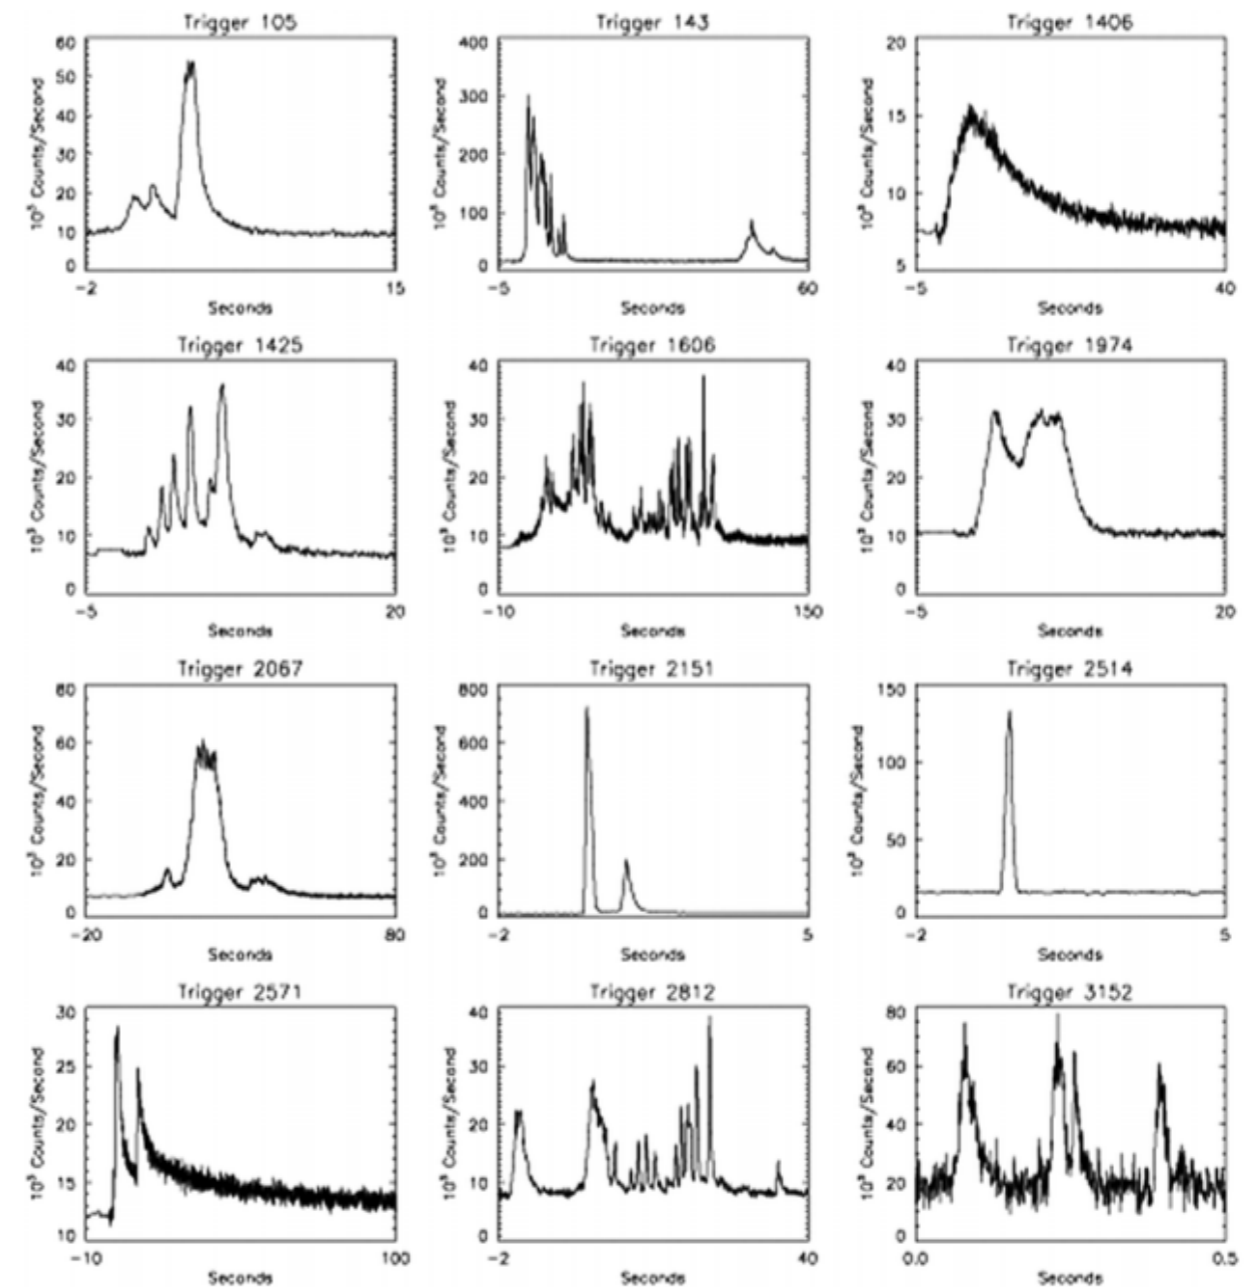 Trigger 105
60
50
40
30
20
10
0
10³ Counts/Second
-2
15
Seconds
Trigger 143
400
300
200
100
0
10³ Counts/Second
-5
60
Seconds
Trigger 1406
20
15
10
5
10³ Counts/Second
-5
40
Seconds
Trigger 1425
40
30
20
10
0
10³ Counts/Second
-5
20
Seconds
Trigger 1606
40
30
20
10
0
10³ Counts/Second
-10
150
Seconds
Trigger 1974
40
30
20
10
0
10³ Counts/Second
-5
20
Seconds
Trigger 2067
80
60
40
20
0
10³ Counts/Second
-20
80
Seconds
Trigger 2151
800
600
400
200
0
10³ Counts/Second
-2
5
Seconds
Trigger 2514
150
100
50
0
10³ Counts/Second
-2
5
Seconds
Trigger 2571
30
25
20
15
10
10³ Counts/Second
-10
100
Seconds
Trigger 2812
40
30
20
10
0
10³ Counts/Second
-2
40
Seconds
Trigger 3152
80
60
40
20
0
10³ Counts/Second
0.0
0.5
Seconds